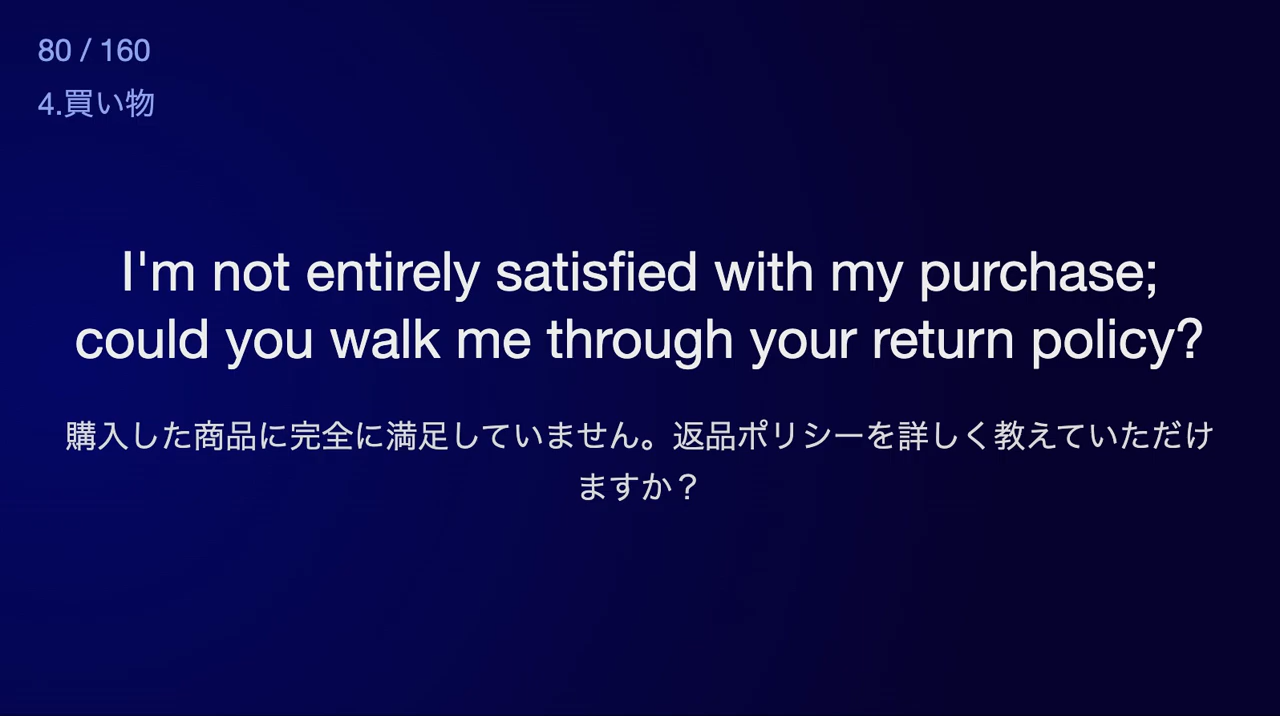 80 / 160
4.買い物
I'm not entirely satisfied with my purchase;
could you walk me through your return policy?
購入した商品に完全に満足していません。返品ポリシーを詳しく教えていただけ
ますか？